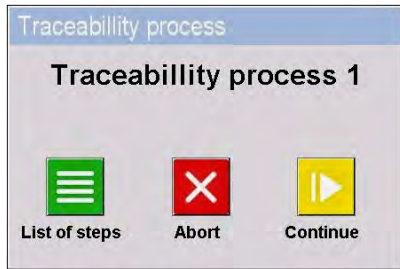 Traceabillity process
Traceabillity process 1
List of steps Abort Continue